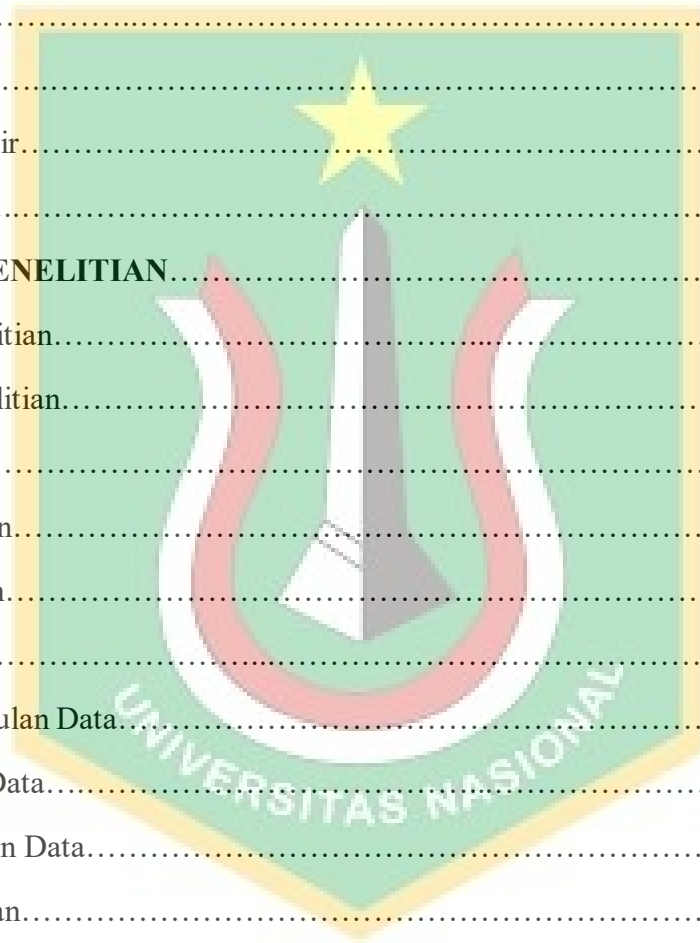 ir……………………
ENELITIAN……………………
itian……………………
litian……………………
n……………………
ulan Data……………………
UNIVERSITAS NASIONAL
Data……………………
n Data……………………
an……………………